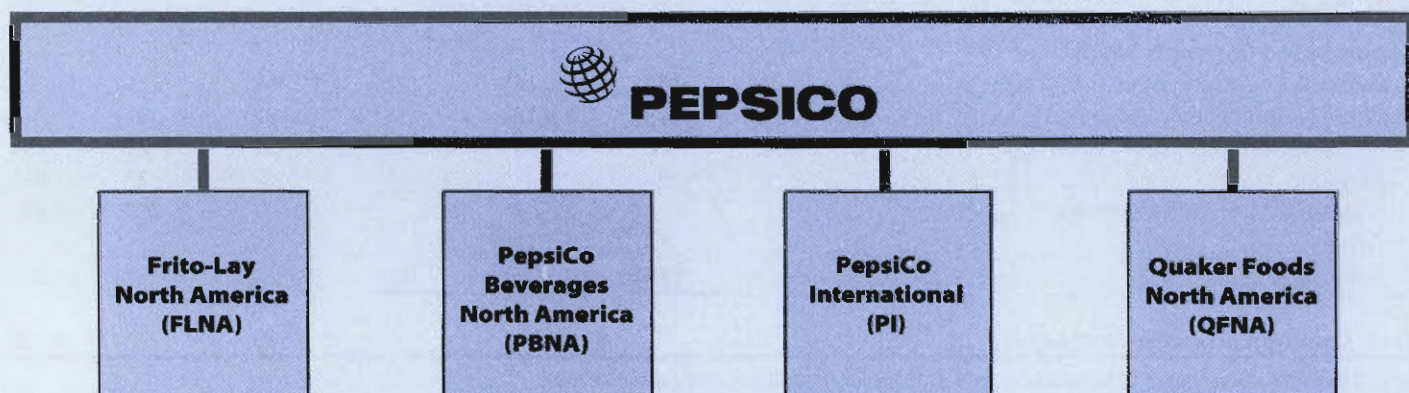 PEPSICO
Frito-Lay
North America
(FLNA)
PepsiCo
Beverages
North America
(PBNA)
PepsiCo
International
(PI)
Quaker Foods
North America
(QFNA)